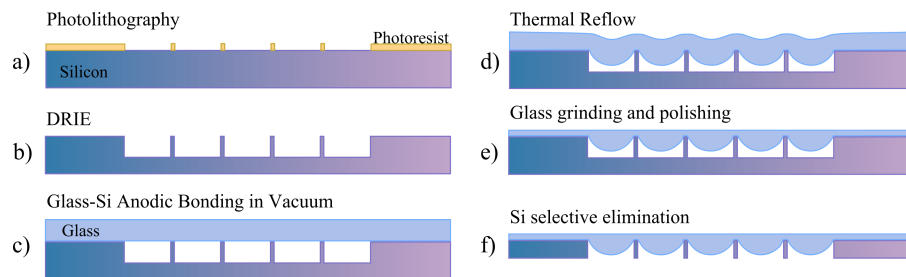 Photolithography
Photoresist
a)
Silicon
DRIE
b)
Glass-Si Anodic Bonding in Vacuum
Glass
c)
Thermal Reflow
d)
Glass grinding and polishing
e)
Si selective elimination
f)